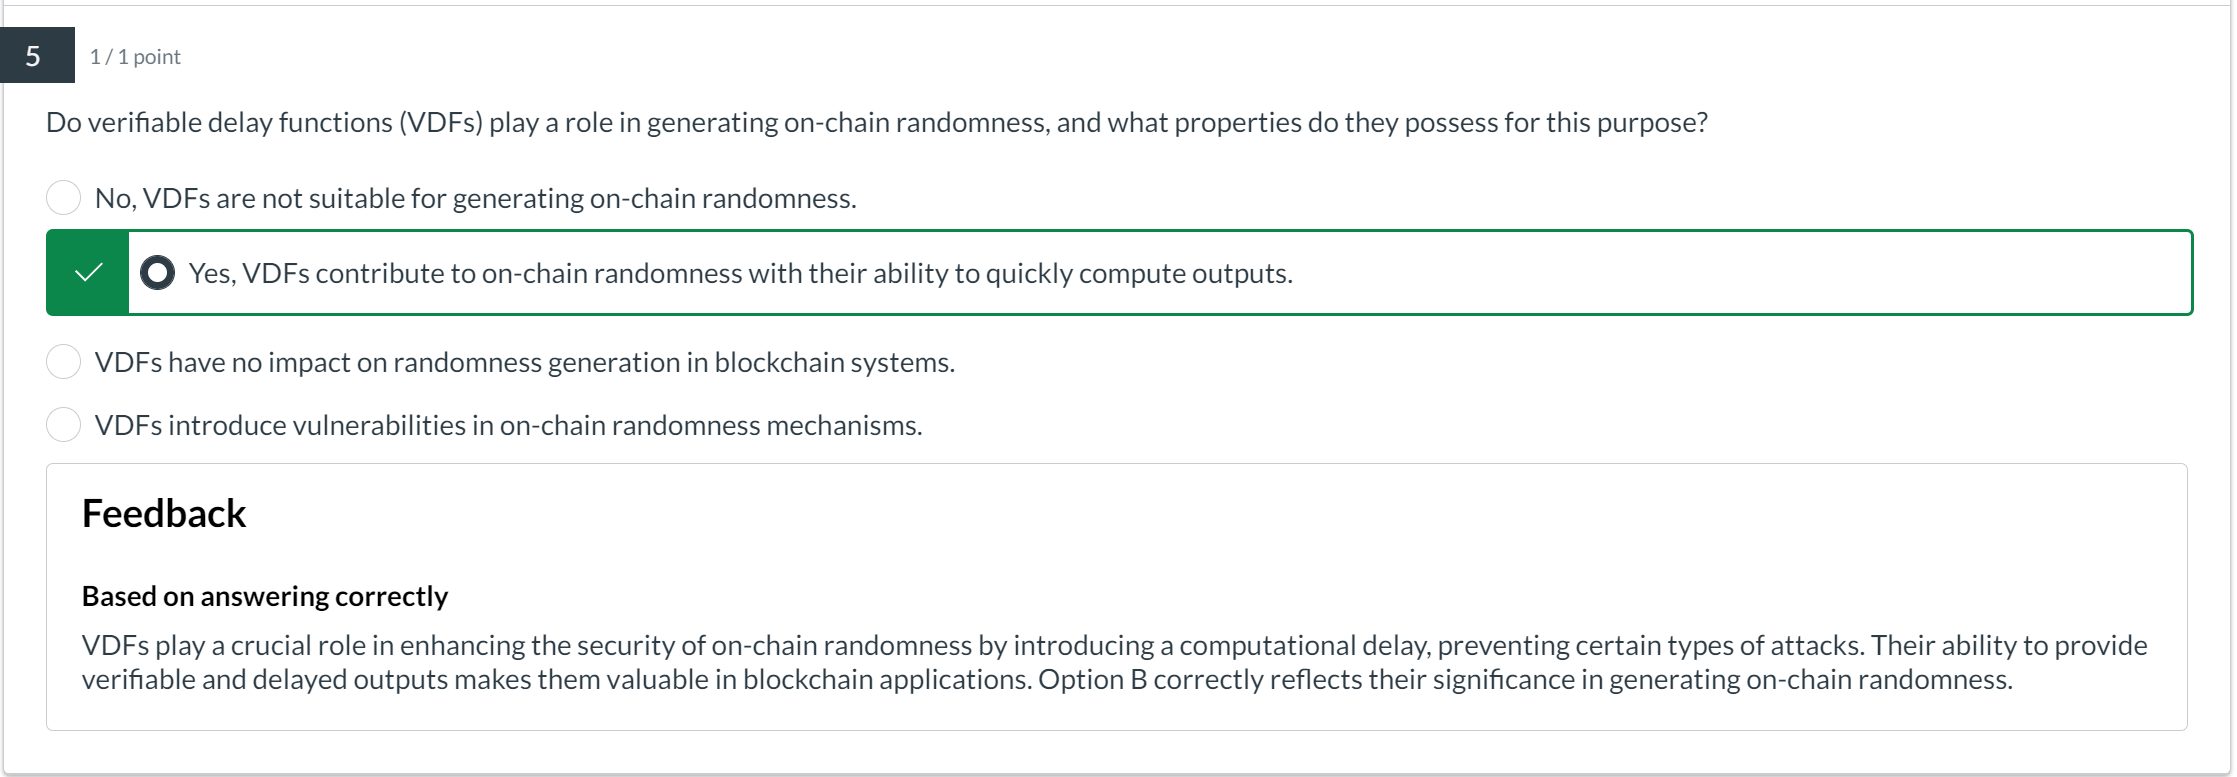 5
1 / 1 point
Do verifiable delay functions (VDFs) play a role in generating on-chain randomness, and what properties do they possess for this purpose?
No, VDFs are not suitable for generating on-chain randomness.
Yes, VDFs contribute to on-chain randomness with their ability to quickly compute outputs.
VDFs have no impact on randomness generation in blockchain systems.
VDFs introduce vulnerabilities in on-chain randomness mechanisms.
Feedback
Based on answering correctly
VDFs play a crucial role in enhancing the security of on-chain randomness by introducing a computational delay, preventing certain types of attacks. Their ability to provide
verifiable and delayed outputs makes them valuable in blockchain applications. Option B correctly reflects their significance in generating on-chain randomness.